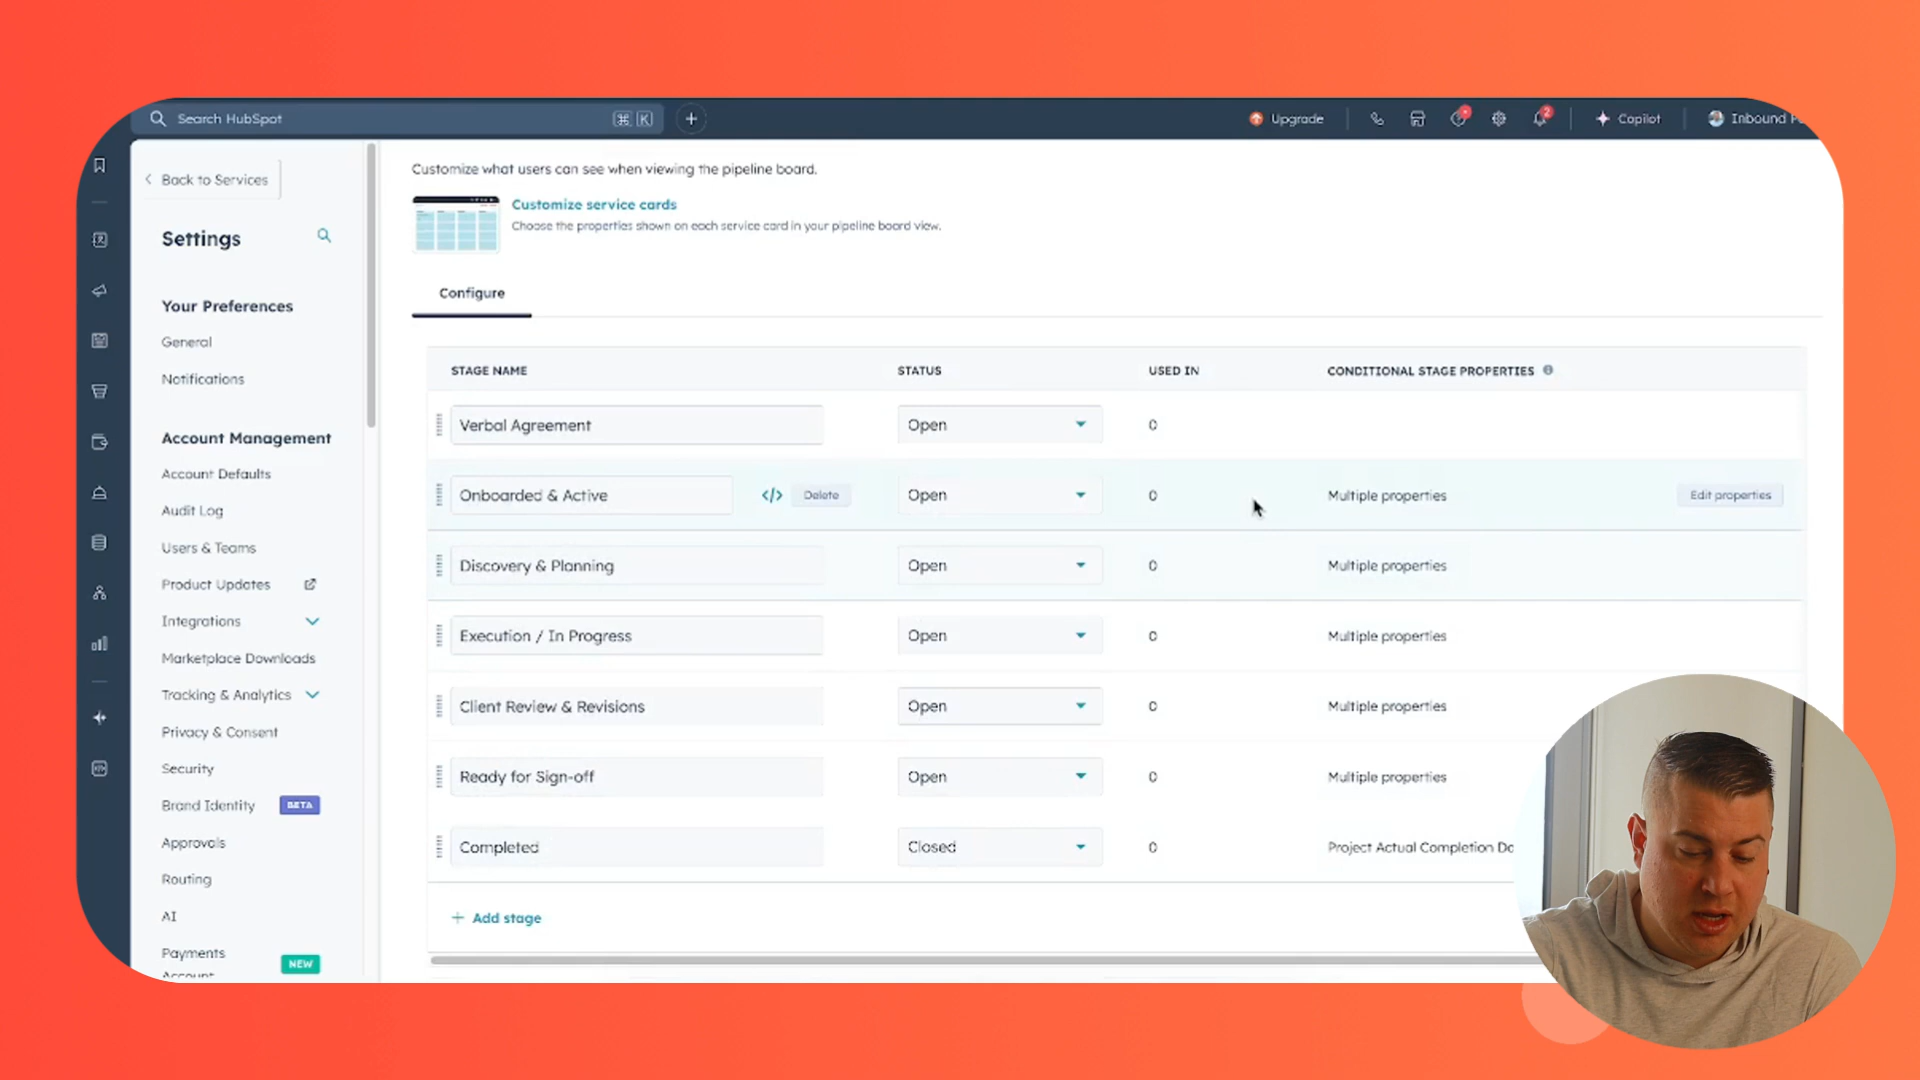 Search HubSpot
⌘ K
Upgrade
2
Copilot
Inbound
Back to Services
Settings
Your Preferences
General
Notifications
Account Management
Account Defaults
Audit Log
Users & Teams
Product Updates
Integrations
Marketplace Downloads
Tracking & Analytics
Privacy & Consent
Security
Brand Identity BETA
Approvals
Routing
AI
Payments
Account NEW
Customize what users can see when viewing the pipeline board.
Customize service cards
Choose the properties shown on each service card in your pipeline board view.
Configure
STAGE NAME STATUS USED IN CONDITIONAL STAGE PROPERTIES
Verbal Agreement Open 0
Onboarded & Active </> Delete Open 0 Multiple properties Edit properties
Discovery & Planning Open 0 Multiple properties
Execution / In Progress Open 0 Multiple properties
Client Review & Revisions Open 0 Multiple properties
Ready for Sign-off Open 0 Multiple properties
Completed Closed 0 Project Actual Completion Da
+ Add stage